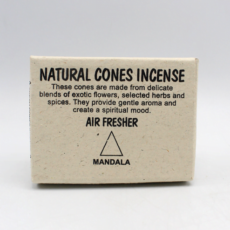 NATURAL CONES INCENSE
These cones are made from delicate
blends of exotic flowers, selected herbs and
spices. They provide gentle aroma and
create a spiritual mood.
AIR FRESHER
MANDALA